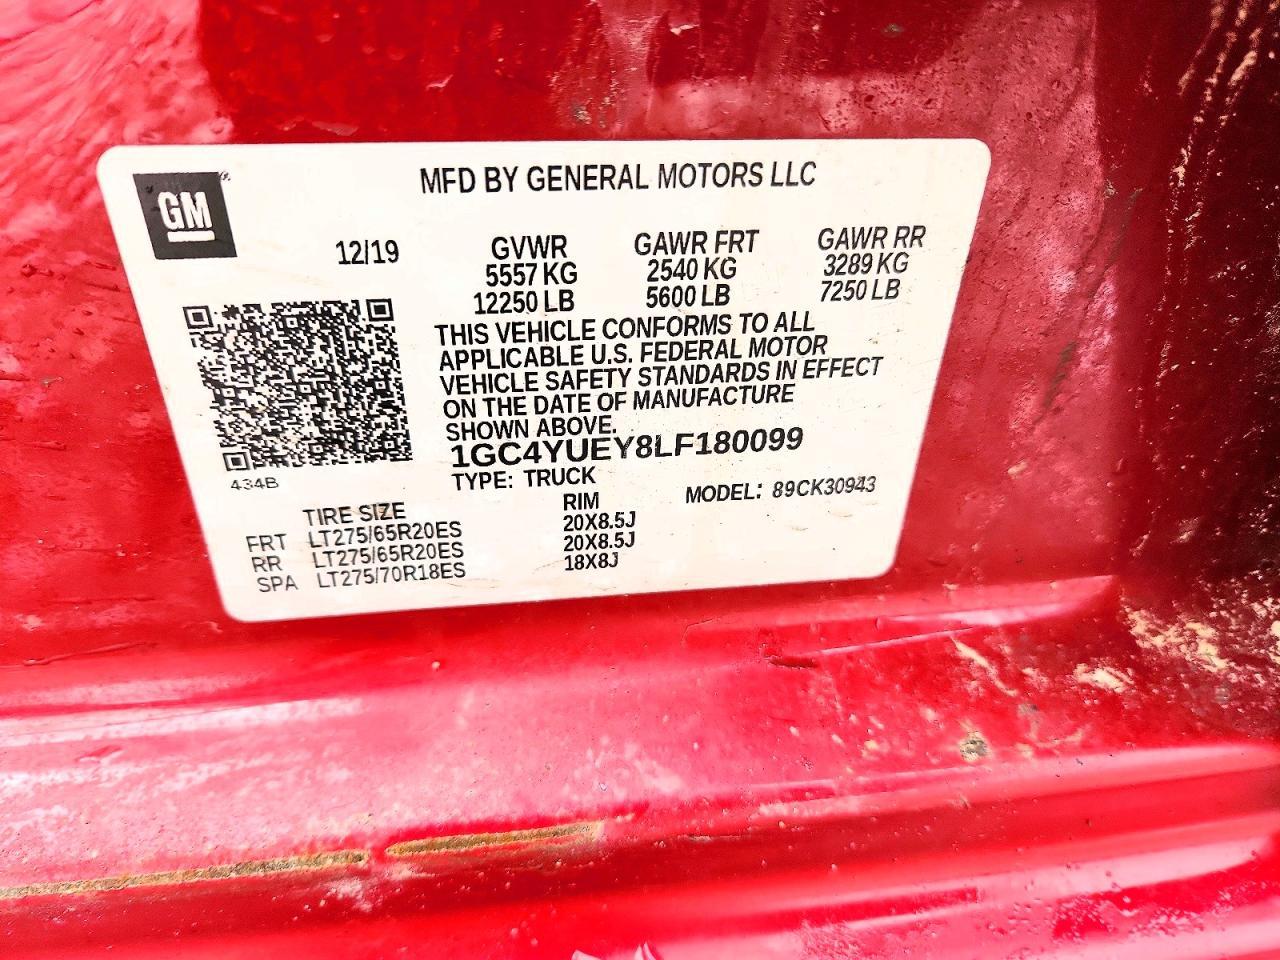 GM
MFD BY GENERAL MOTORS LLC
12/19
GVWR GAWR FRT GAWR RR
5557 KG 2540 KG 3289 KG
12250 LB 5600 LB 7250 LB
THIS VEHICLE CONFORMS TO ALL
APPLICABLE U.S. FEDERAL MOTOR
VEHICLE SAFETY STANDARDS IN EFFECT
ON THE DATE OF MANUFACTURE
SHOWN ABOVE.
1GC4YUEY8LF180099
434B
TYPE: TRUCK MODEL: 89CK30943
TIRE SIZE RIM
FRT LT275/65R20ES 20X8.5J
RR LT275/65R20ES 20X8.5J
SPA LT275/70R18ES 18X8J